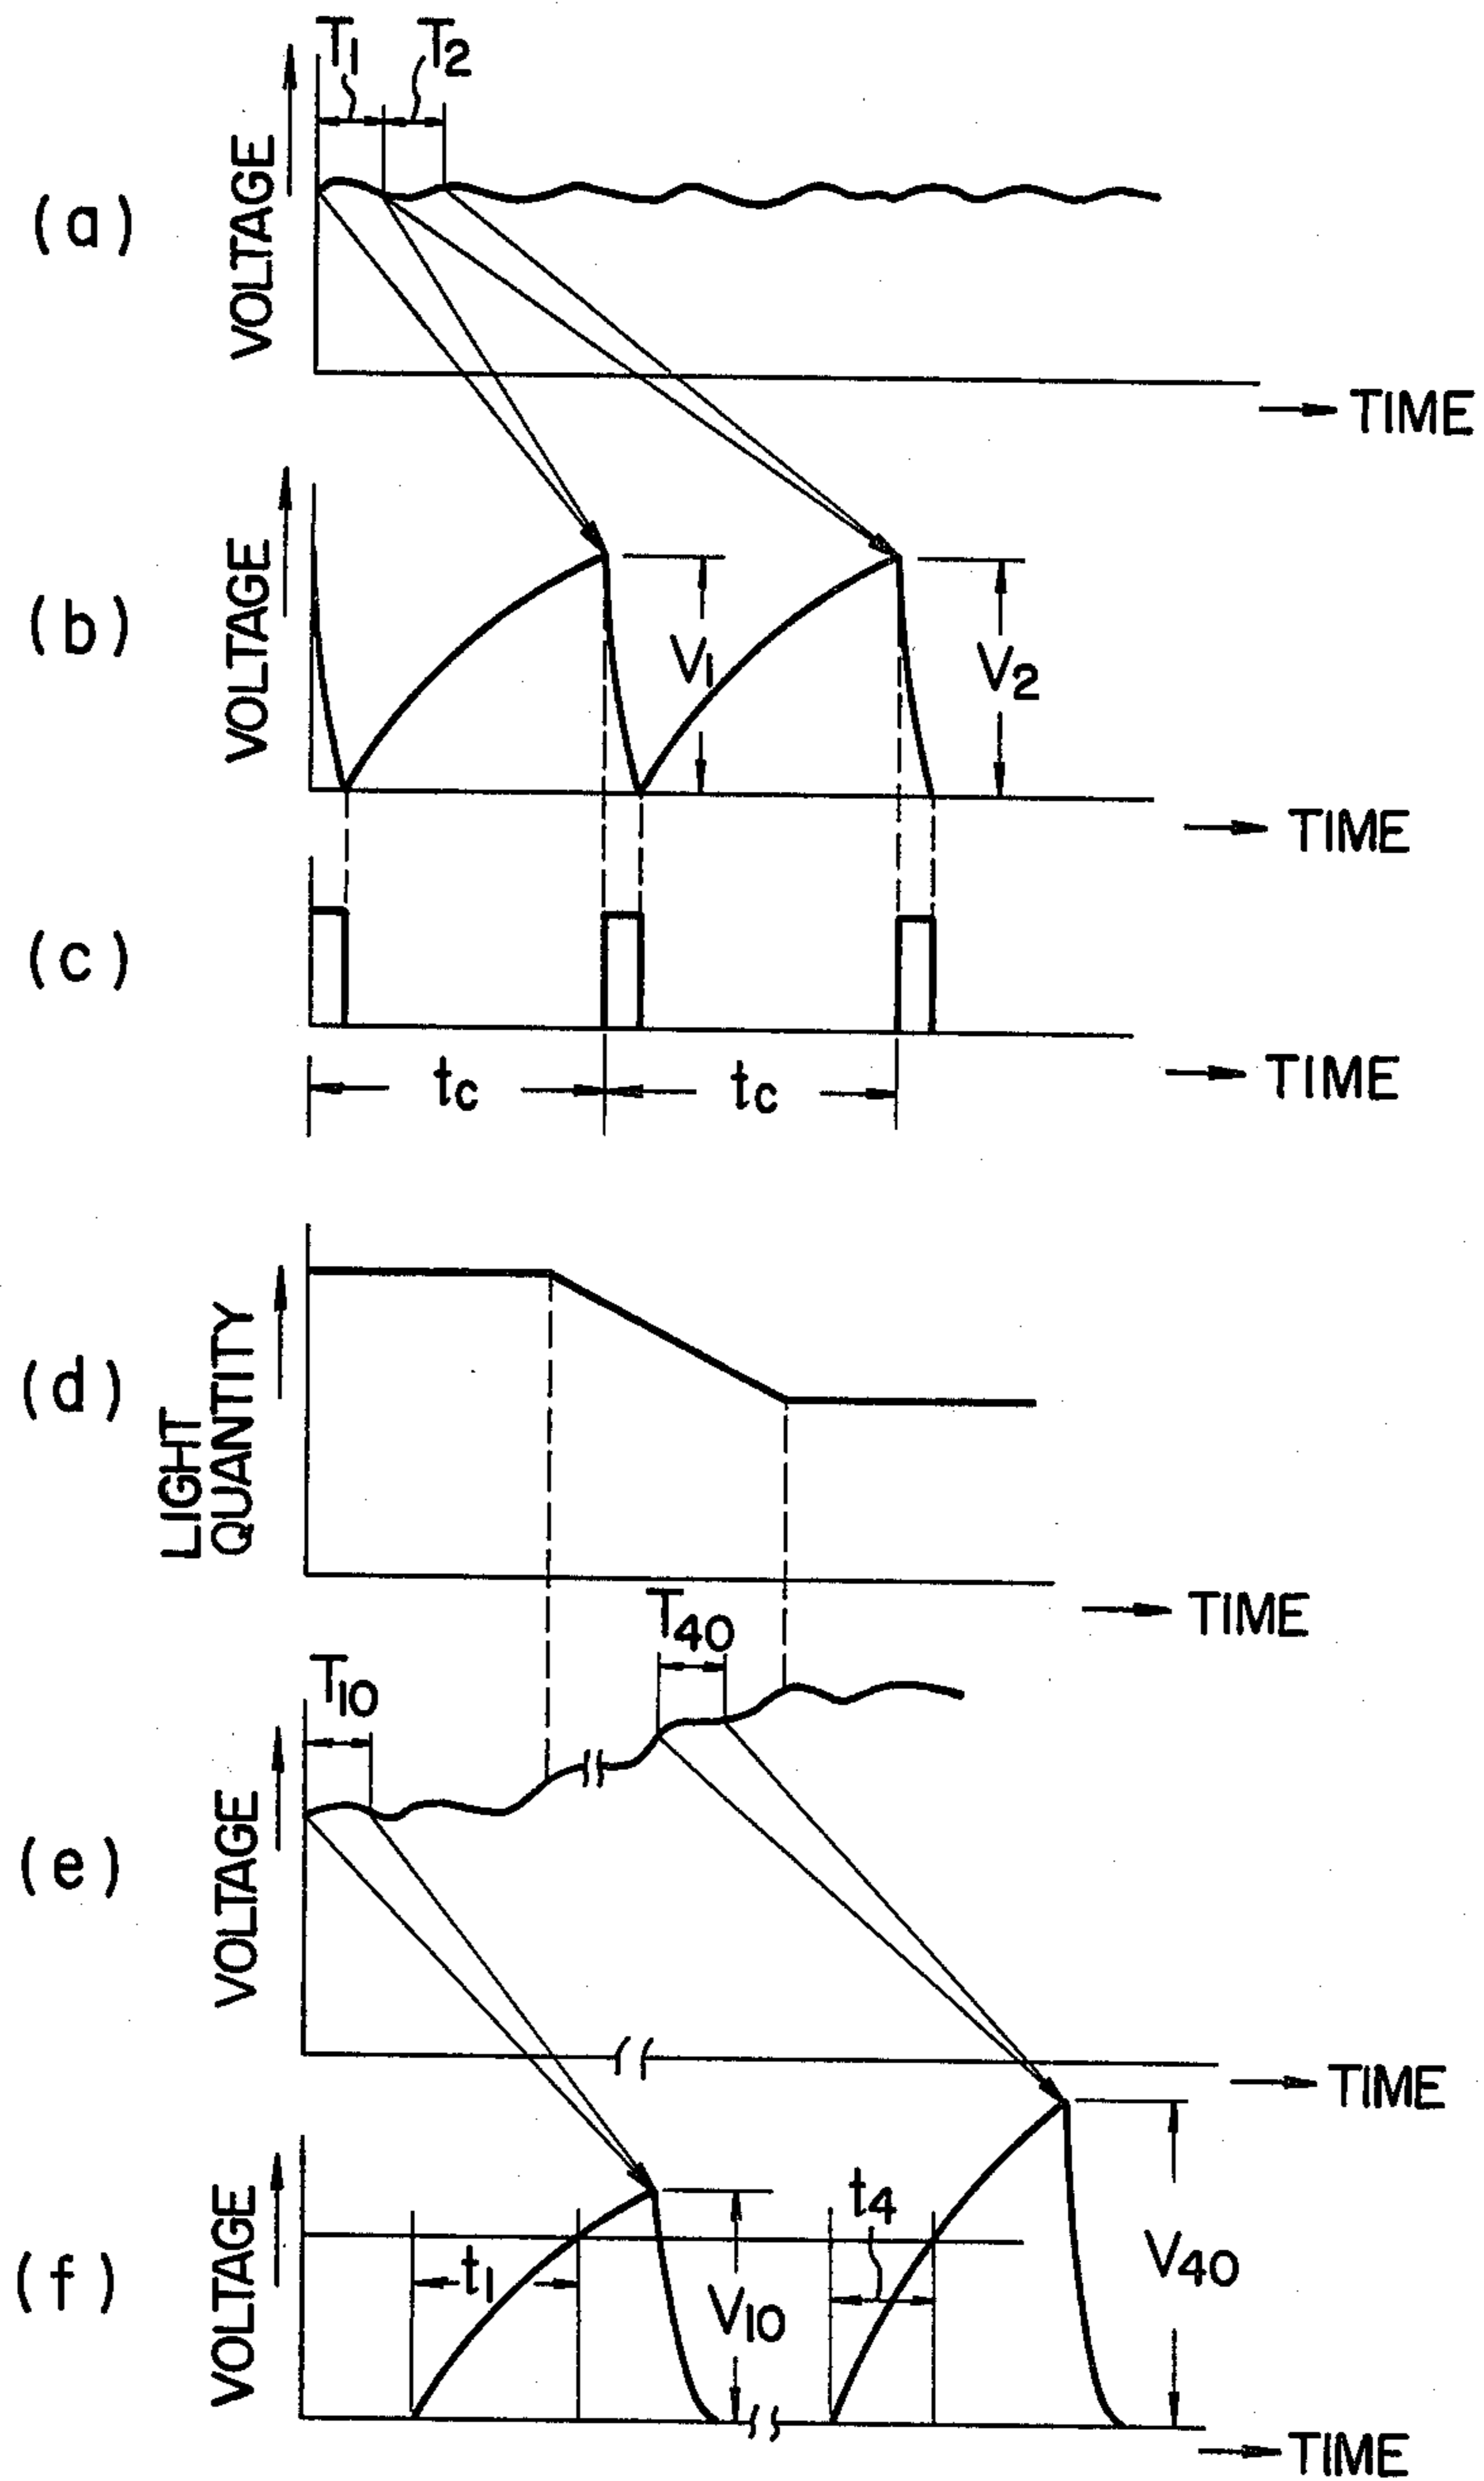 T1 T2
(a)
VOLTAGE
TIME
(b)
VOLTAGE
V1
V2
TIME
(c)
tc
tc
TIME
(d)
LIGHT
QUANTITY
TIME
T10
T40
(e)
VOLTAGE
TIME
(f)
VOLTAGE
t1
V10
t4
V40
TIME